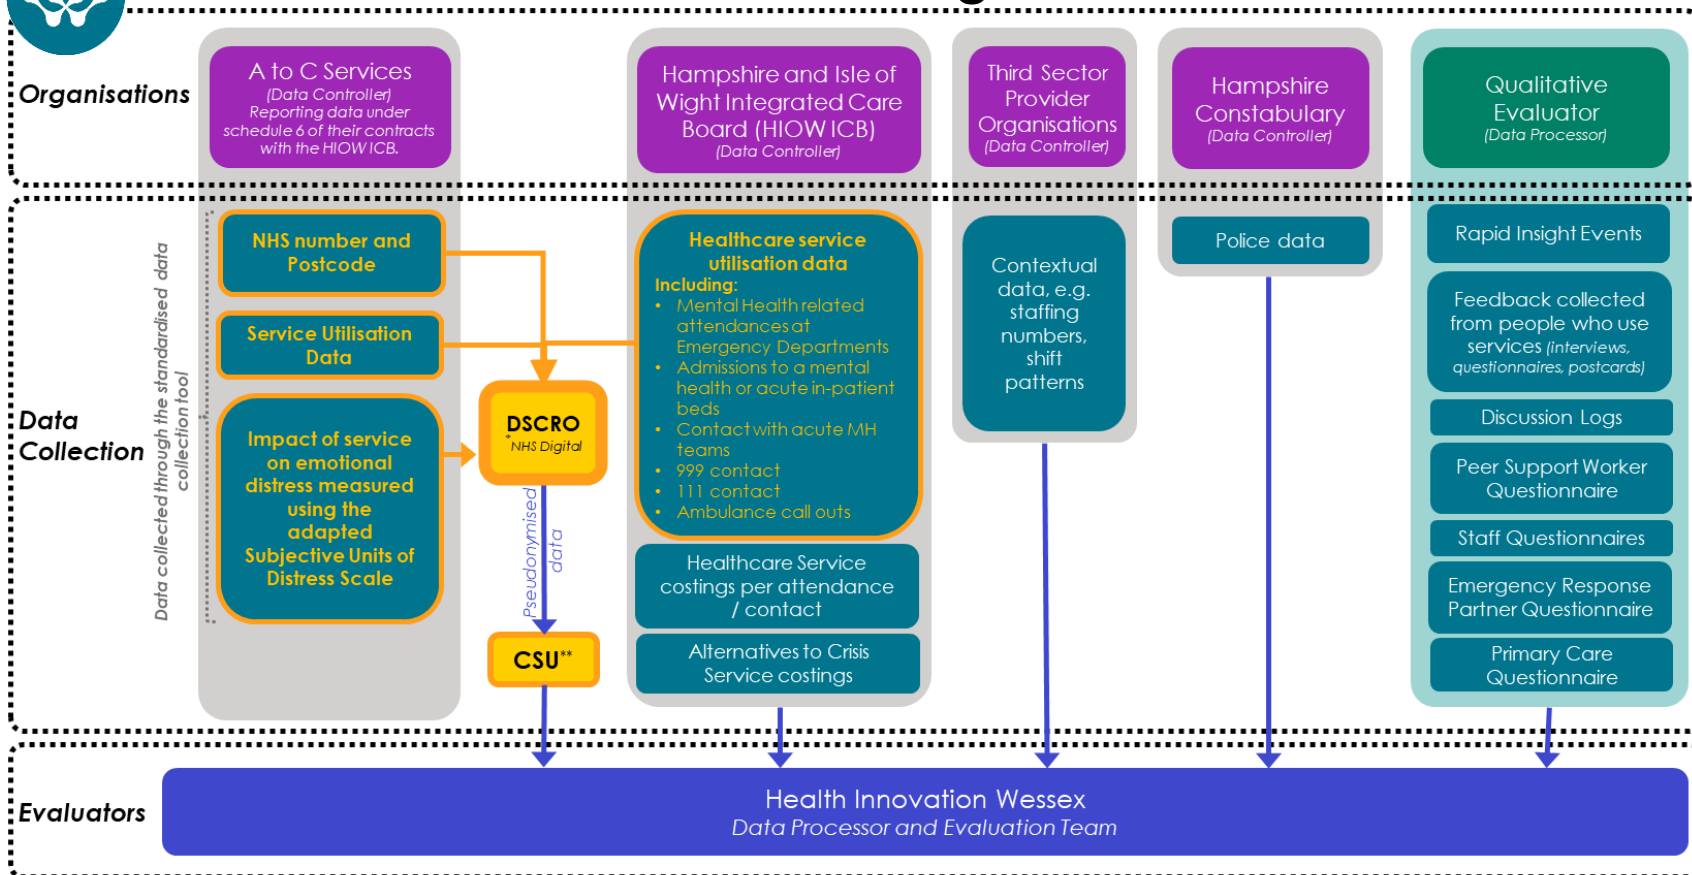 Organisations
A to C Services
(Data Controller)
Reporting data under
schedule 6 of their contracts
with the HIOW ICB.
Hampshire and Isle of
Wight Integrated Care
Board (HIOW ICB)
(Data Controller)
Third Sector
Provider
Organisations
(Data Controller)
Hampshire
Constabulary
(Data Controller)
Qualitative
Evaluator
(Data Processor)
Data
Collection
Data collected through the standardised data
collection tool
NHS number and
Postcode
Service Utilisation
Data
Impact of service
on emotional
distress measured
using the
adapted
Subjective Units of
Distress Scale
DSCRO
*NHS Digital
Pseudonymised
data
CSU**
Healthcare service
utilisation data
Including:
• Mental Health related
attendances at
Emergency Departments
• Admissions to a mental
health or acute in-patient
beds
• Contact with acute MH
teams
• 999 contact
• 111 contact
• Ambulance call outs
Healthcare Service
costings per attendance
/ contact
Alternatives to Crisis
Service costings
Contextual
data, e.g.
staffing
numbers,
shift
patterns
Police data
Rapid Insight Events
Feedback collected
from people who use
services (interviews,
questionnaires, postcards)
Discussion Logs
Peer Support Worker
Questionnaire
Staff Questionnaires
Emergency Response
Partner Questionnaire
Primary Care
Questionnaire
Evaluators
Health Innovation Wessex
Data Processor and Evaluation Team